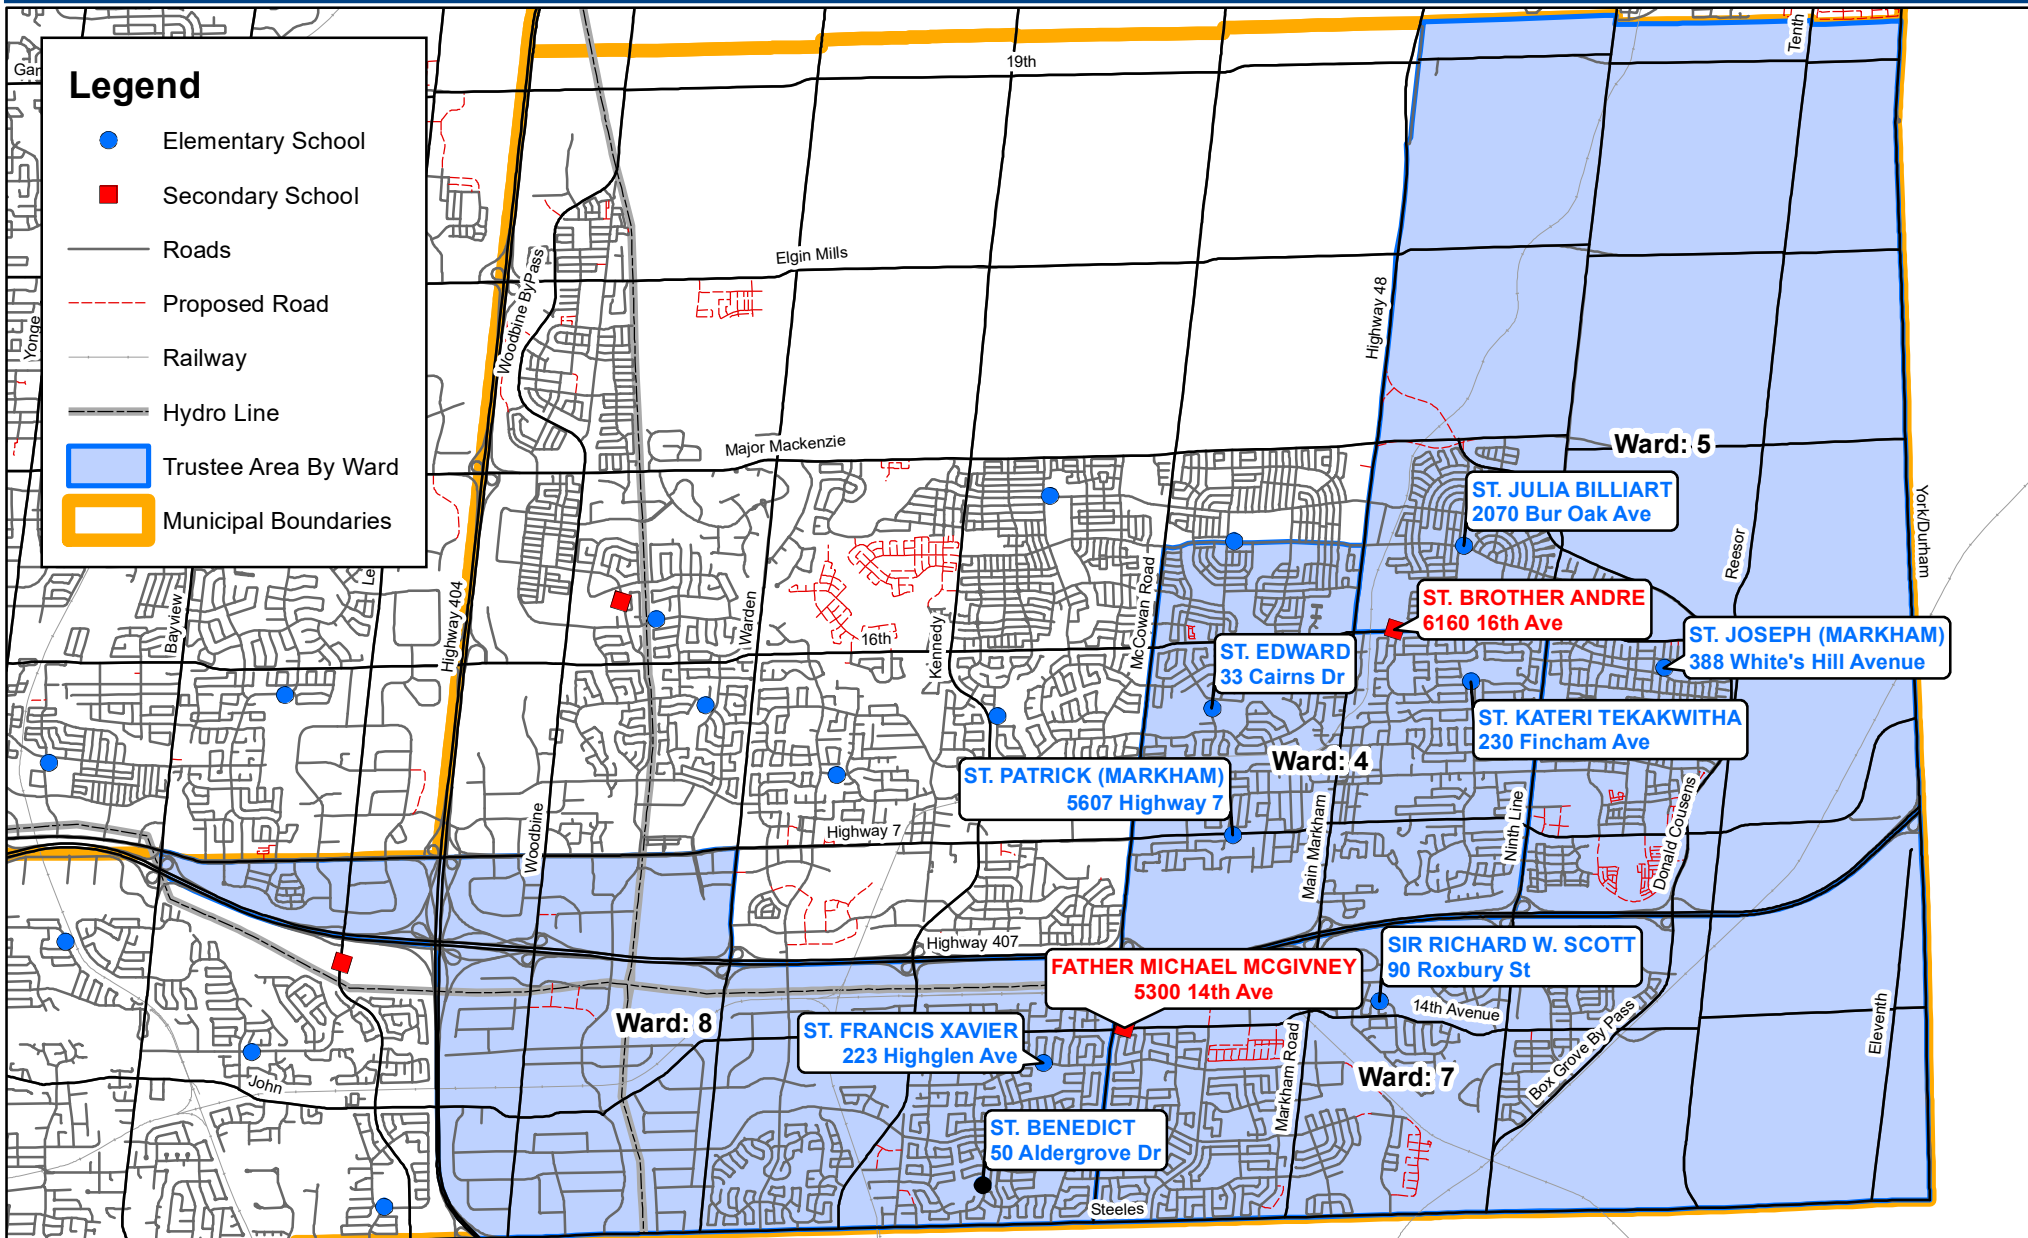 Legend
Elementary School
Secondary School
Roads
Proposed Road
Railway
Hydro Line
Trustee Area By Ward
Municipal Boundaries
Gar
Yonge
Le
Bayview
Highway 404
Woodbine ByPass
Woodbine
19th
Tenth
Elgin Mills
Highway 48
Major Mackenzie
Ward: 5
ST. JULIA BILLIART
2070 Bur Oak Ave
York/Durham
Reesor
McCowan Road
Warden
Kennedy
16th
ST. BROTHER ANDRE
6160 16th Ave
ST. JOSEPH (MARKHAM)
388 White's Hill Avenue
ST. EDWARD
33 Cairns Dr
ST. KATERI TEKAKWITHA
230 Fincham Ave
Ward: 4
ST. PATRICK (MARKHAM)
5607 Highway 7
Highway 7
Main Markham
Ninth Line
Donald Cousens
Highway 407
SIR RICHARD W. SCOTT
90 Roxbury St
FATHER MICHAEL MCGIVNEY
5300 14th Ave
14th Avenue
Ward: 8
ST. FRANCIS XAVIER
223 Highglen Ave
Markham Road
Ward: 7
Box Grove By Pass
Eleventh
John
ST. BENEDICT
50 Aldergrove Dr
Steeles